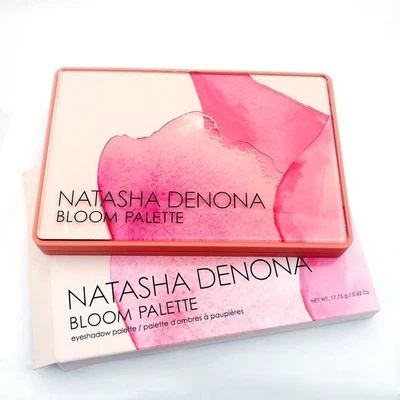 NATASHA DENONA
BLOOM PALETTE
NATASHA DENONA
BLOOM PALETTE
eyeshadow palette / palette d'ombres à paupières
NET WT. 17.75 g / 0.62 Oz